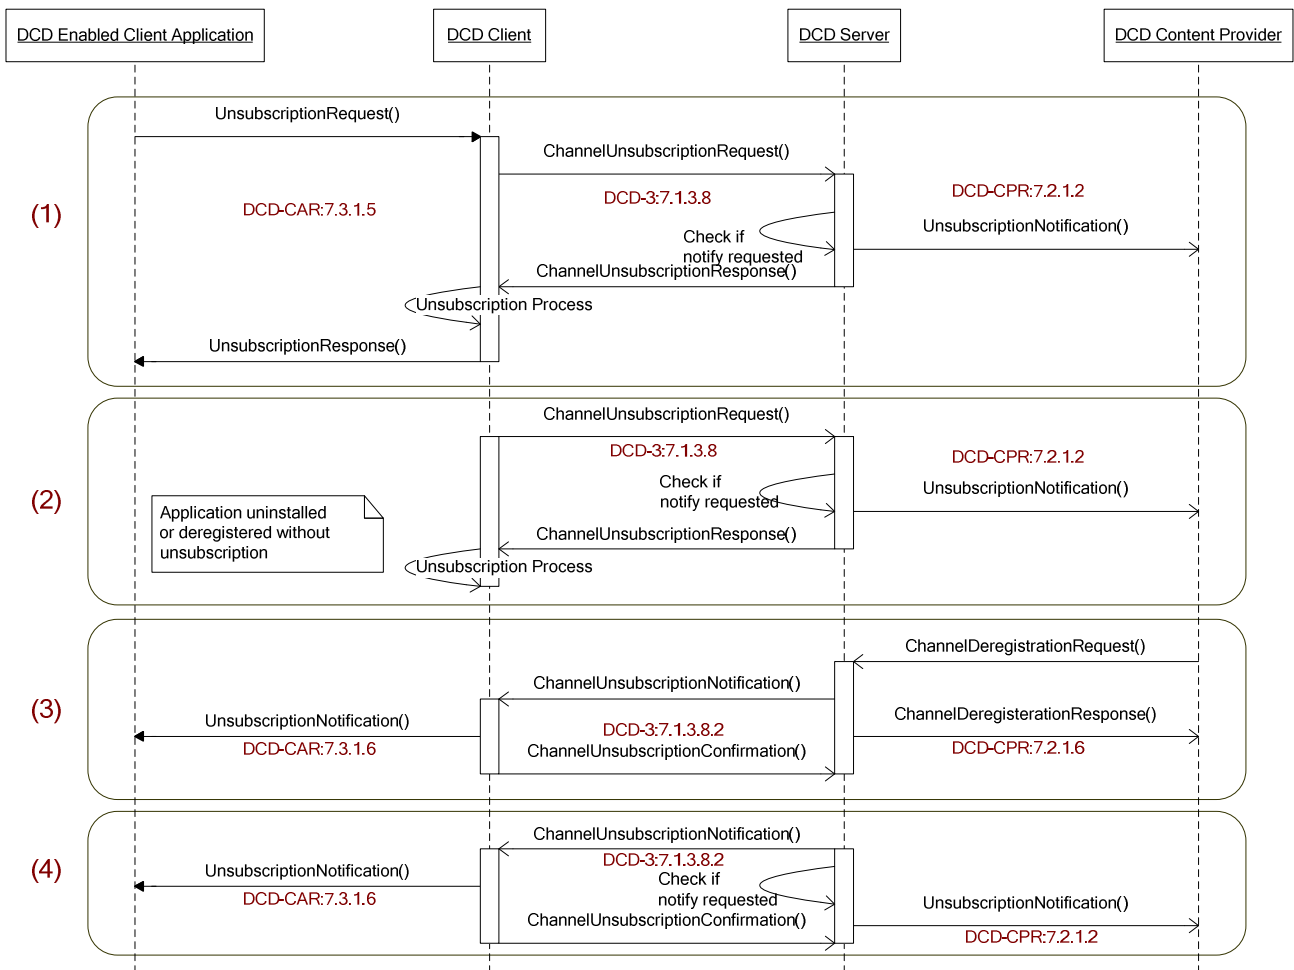 DCD Enabled Client Application
DCD Client
DCD Server
DCD Content Provider
(1)
UnsubscriptionRequest()
ChannelUnsubscriptionRequest()
DCD-CAR:7.3.1.5
DCD-3:7.1.3.8
DCD-CPR:7.2.1.2
UnsubscriptionNotification()
Check if
notify requested
ChannelUnsubscriptionResponse()
Unsubscription Process
UnsubscriptionResponse()
(2)
ChannelUnsubscriptionRequest()
DCD-3:7.1.3.8
DCD-CPR:7.2.1.2
Check if
notify requested
UnsubscriptionNotification()
Application uninstalled
or deregistered without
unsubscription
ChannelUnsubscriptionResponse()
Unsubscription Process
(3)
ChannelDeregistrationRequest()
ChannelUnsubscriptionNotification()
UnsubscriptionNotification()
DCD-CAR:7.3.1.6
DCD-3:7.1.3.8.2
ChannelUnsubscriptionConfirmation()
ChannelDeregisterationResponse()
DCD-CPR:7.2.1.6
(4)
ChannelUnsubscriptionNotification()
DCD-3:7.1.3.8.2
UnsubscriptionNotification()
DCD-CAR:7.3.1.6
Check if
notify requested
ChannelUnsubscriptionConfirmation()
UnsubscriptionNotification()
DCD-CPR:7.2.1.2